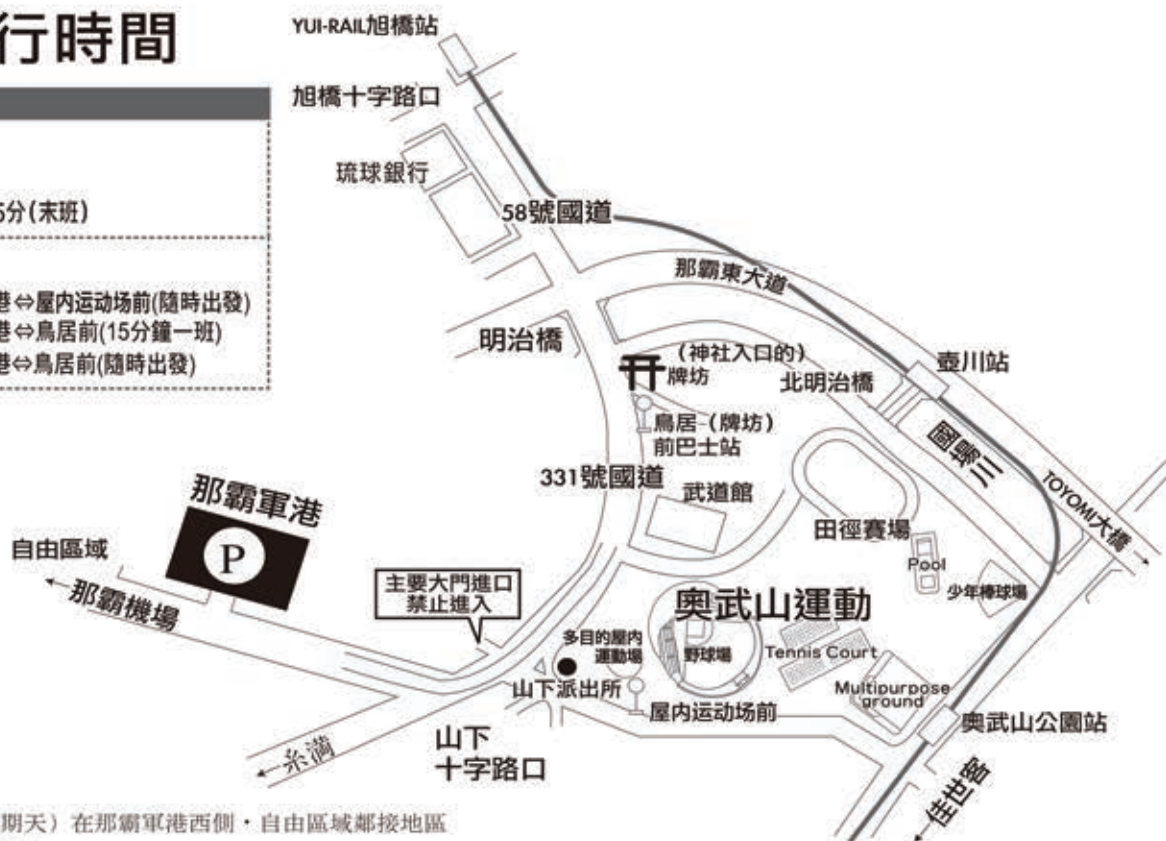 行時間
5分(末班)
港⇔屋内运动场前(隨時出發)
港⇔鳥居前(15分鐘一班)
港⇔鳥居前(隨時出發)
YUI-RAIL旭橋站
旭橋十字路口
琉球銀行
58號國道
那霸東大道
明治橋
(神社入口的)
牌坊
北明治橋
壺川站
鳥居(牌坊)
前巴士站
國場川
331號國道
武道館
TOYOMI大橋
那霸軍港
P
自由區域
田徑賽場
Pool
←那霸機場
主要大門進口
禁止進入
奧武山運動
少年棒球場
多目的屋内
運動場
野球場
Tennis Court
山下派出所
Multipurpose
ground
屋内运动场前
奧武山公園站
山下
十字路口
←糸満
期天）在那霸軍港西側・自由區域鄰接地區